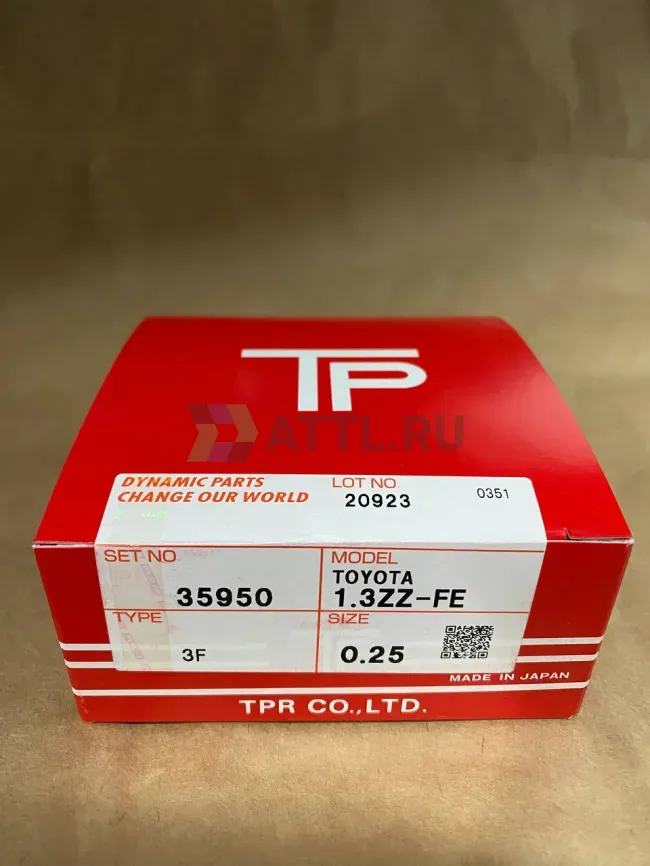 TP
ATTL.RU
DYNAMIC PARTS
CHANGE OUR WORLD
LOT NO.
20923
0351
SET NO.
35950
MODEL
TOYOTA
1.3ZZ-FE
TYPE
3F
SIZE
0.25
MADE IN JAPAN
TPR CO.,LTD.